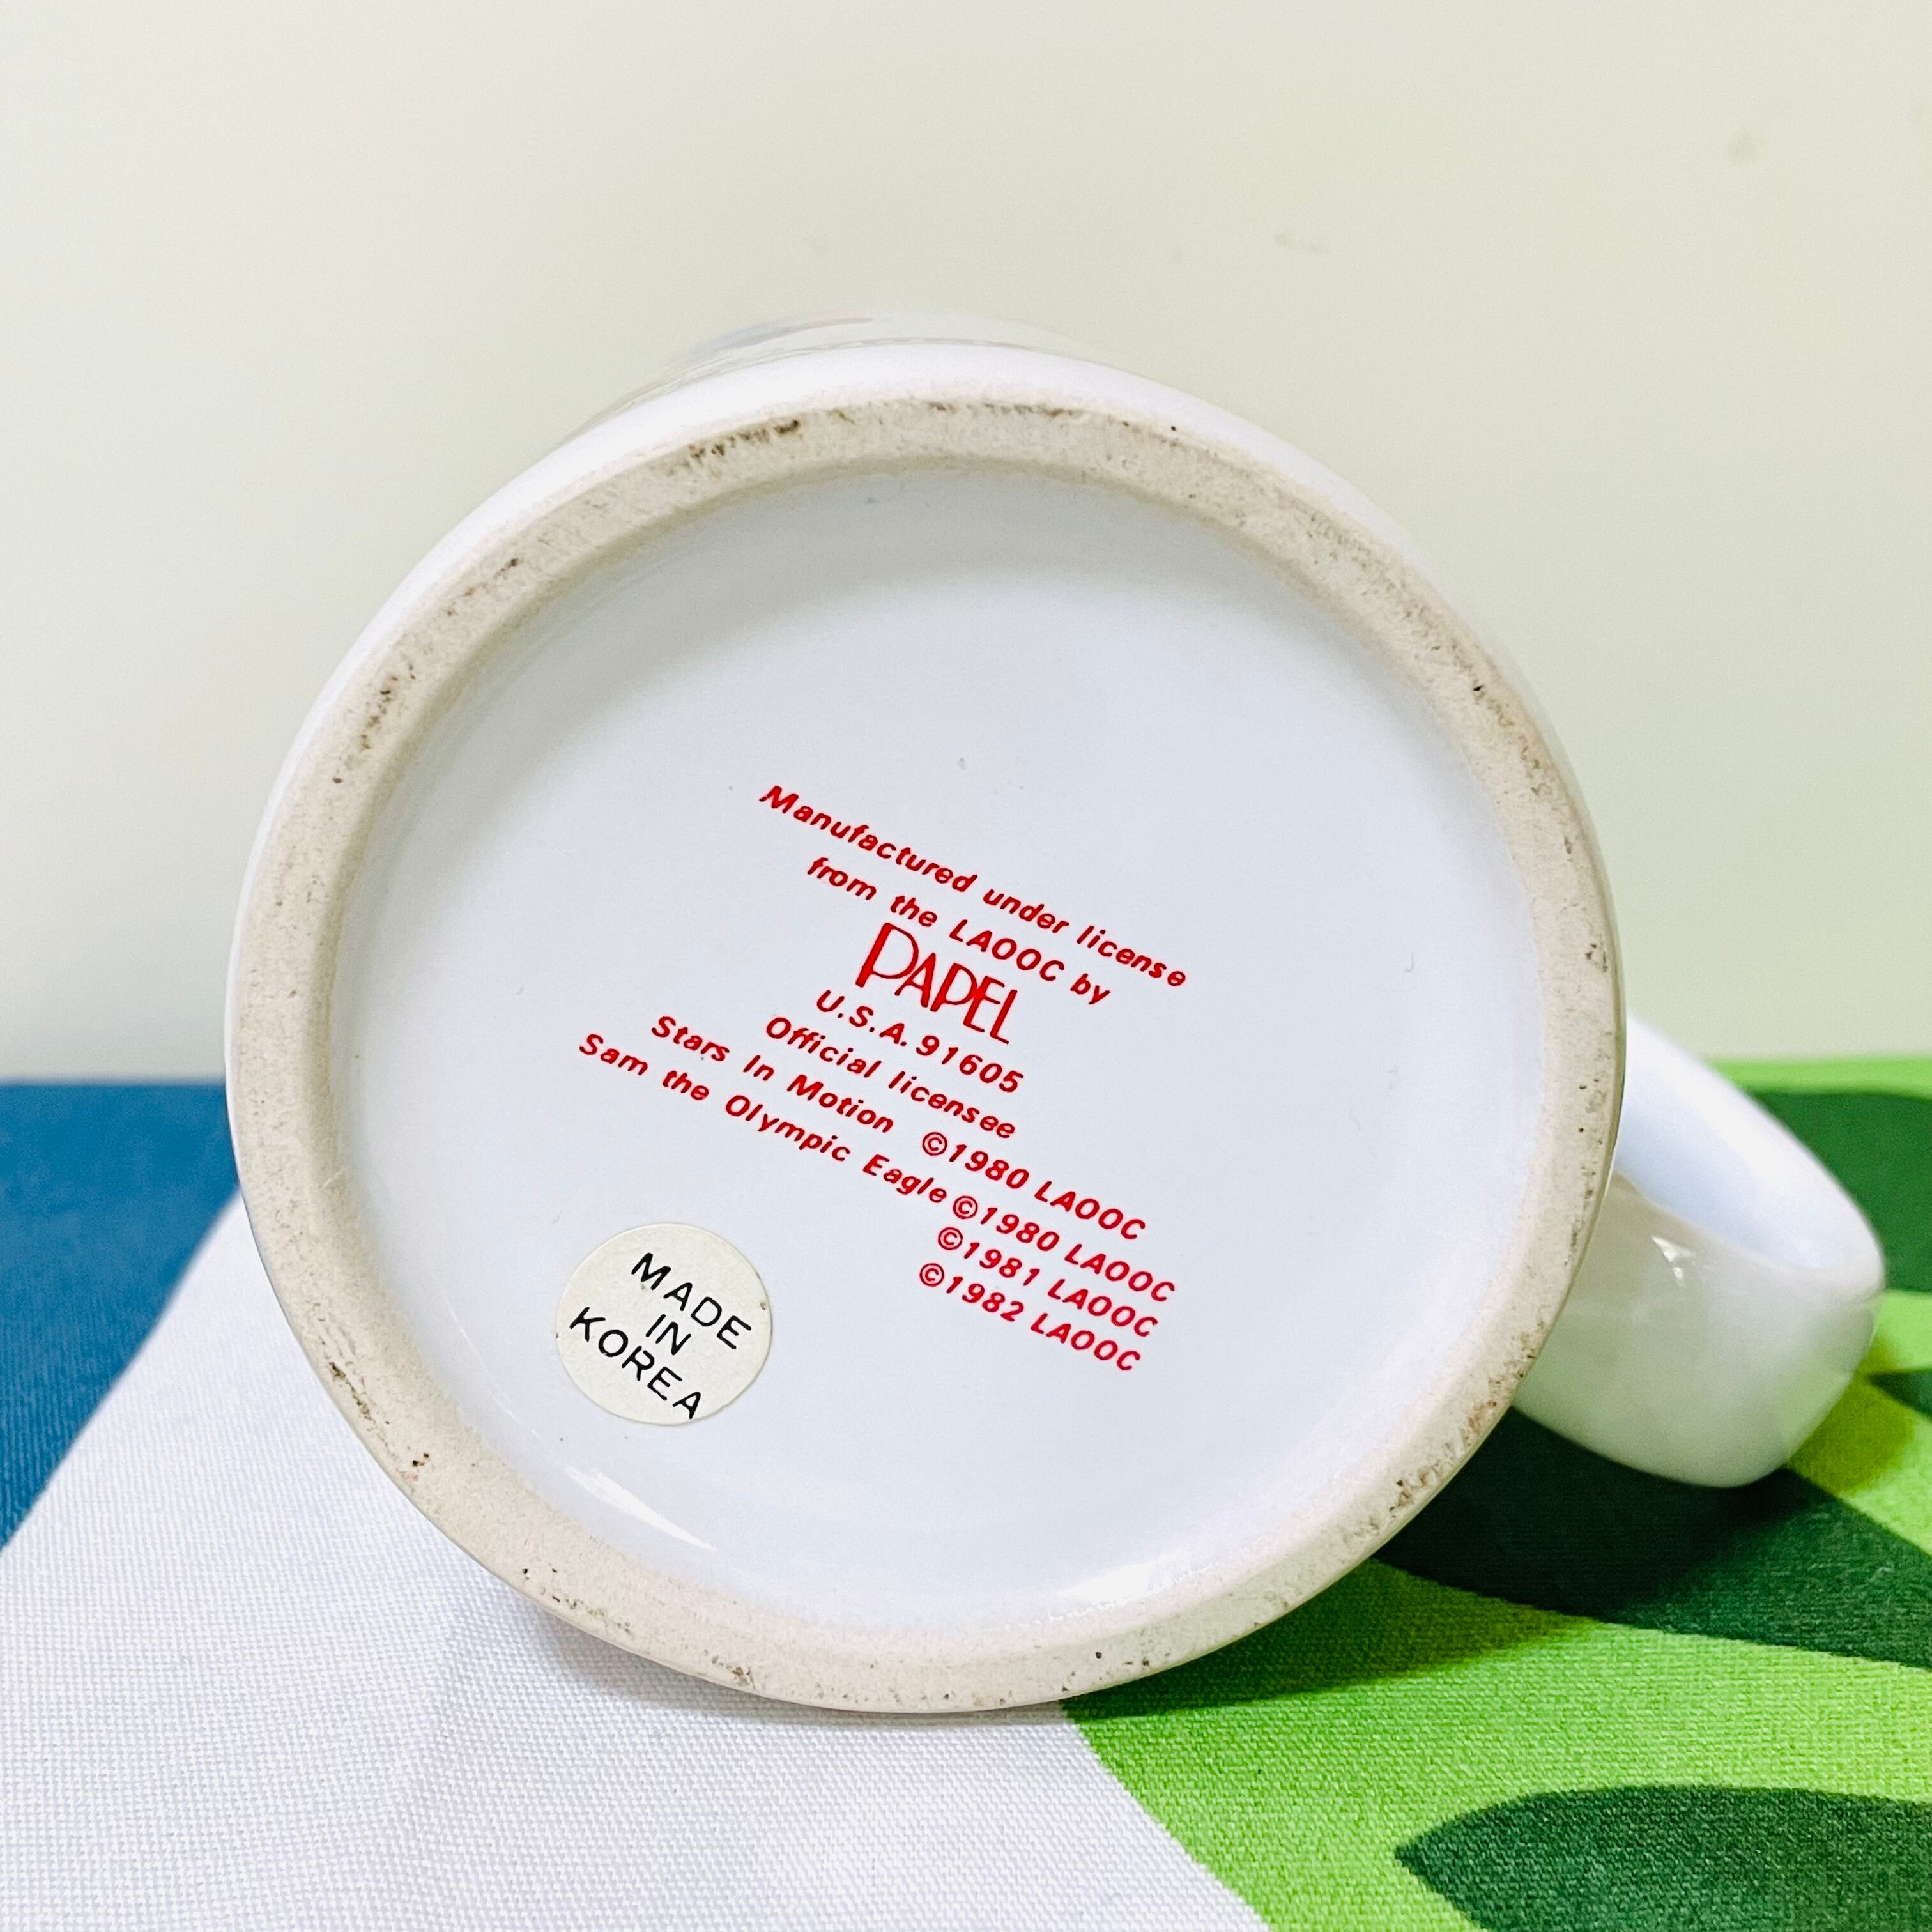 Manufactured under license
from the LAOOC by
PAPEL
U.S.A. 91605
Official licensee
Stars In Motion ©1980 LAOOC
Sam the Olympic Eagle ©1980 LAOOC
©1981 LAOOC
©1982 LAOOC
MADE
IN
KOREA